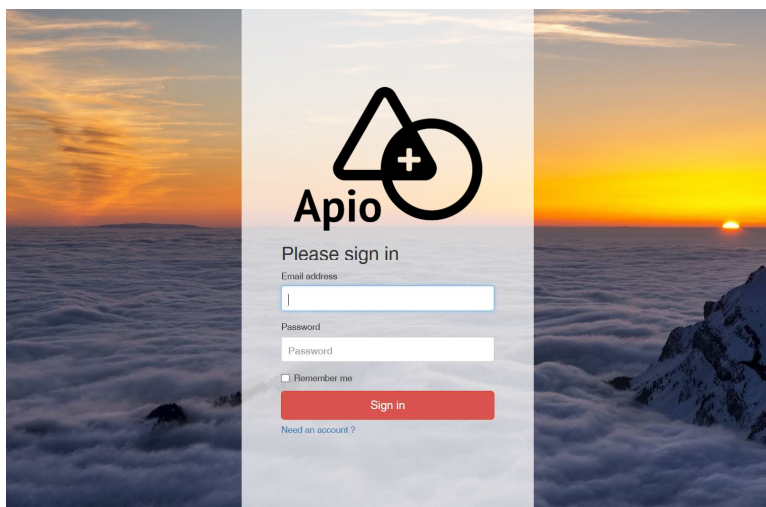 Apio
Please sign in
Email address
Password
Password
Remember me
Sign in
Need an account ?